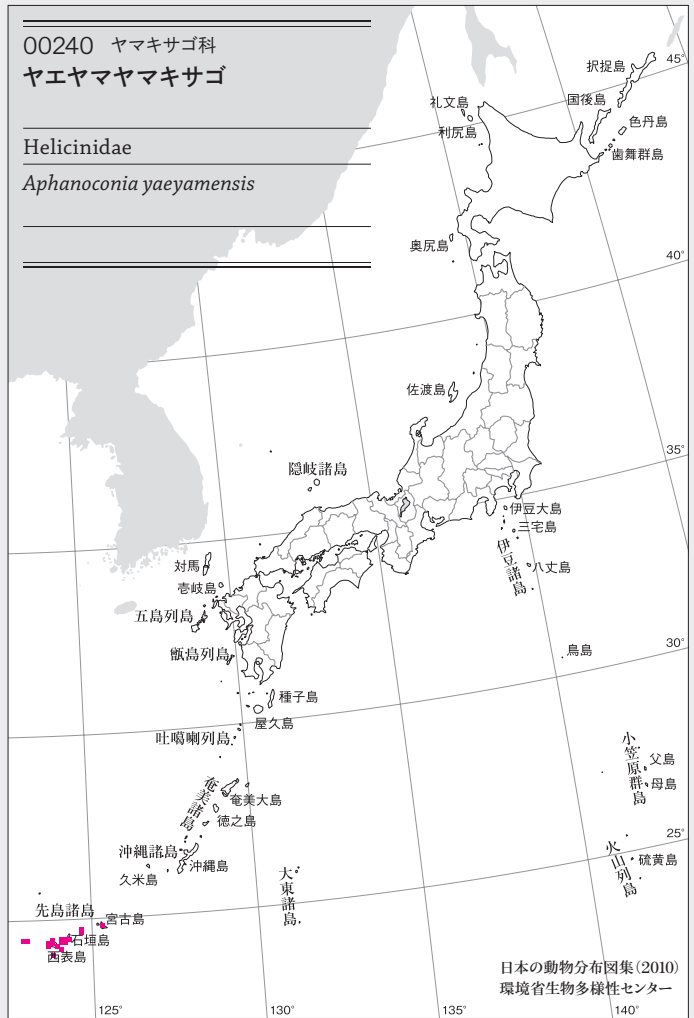 00240 ヤマキサゴ科
ヤエヤマヤマキサゴ
Helicinidae
Aphanoconia yaeyamensis
択捉島
45°
国後島
礼文島
色丹島
利尻島
歯舞群島
奥尻島
40°
佐渡島
35°
隠岐諸島
伊豆大島
三宅島
伊豆諸島
八丈島
対馬
壱岐島
五島列島
甑島列島
鳥島
30°
種子島
屋久島
吐噶喇列島
小笠原群島
父島
母島
奄美諸島
奄美大島
徳之島
25°
沖縄諸島
沖縄島
久米島
火山列島
硫黄島
大東諸島
先島諸島
宮古島
石垣島
西表島
日本の動物分布図集(2010)
環境省生物多様性センター
125°
130°
135°
140°